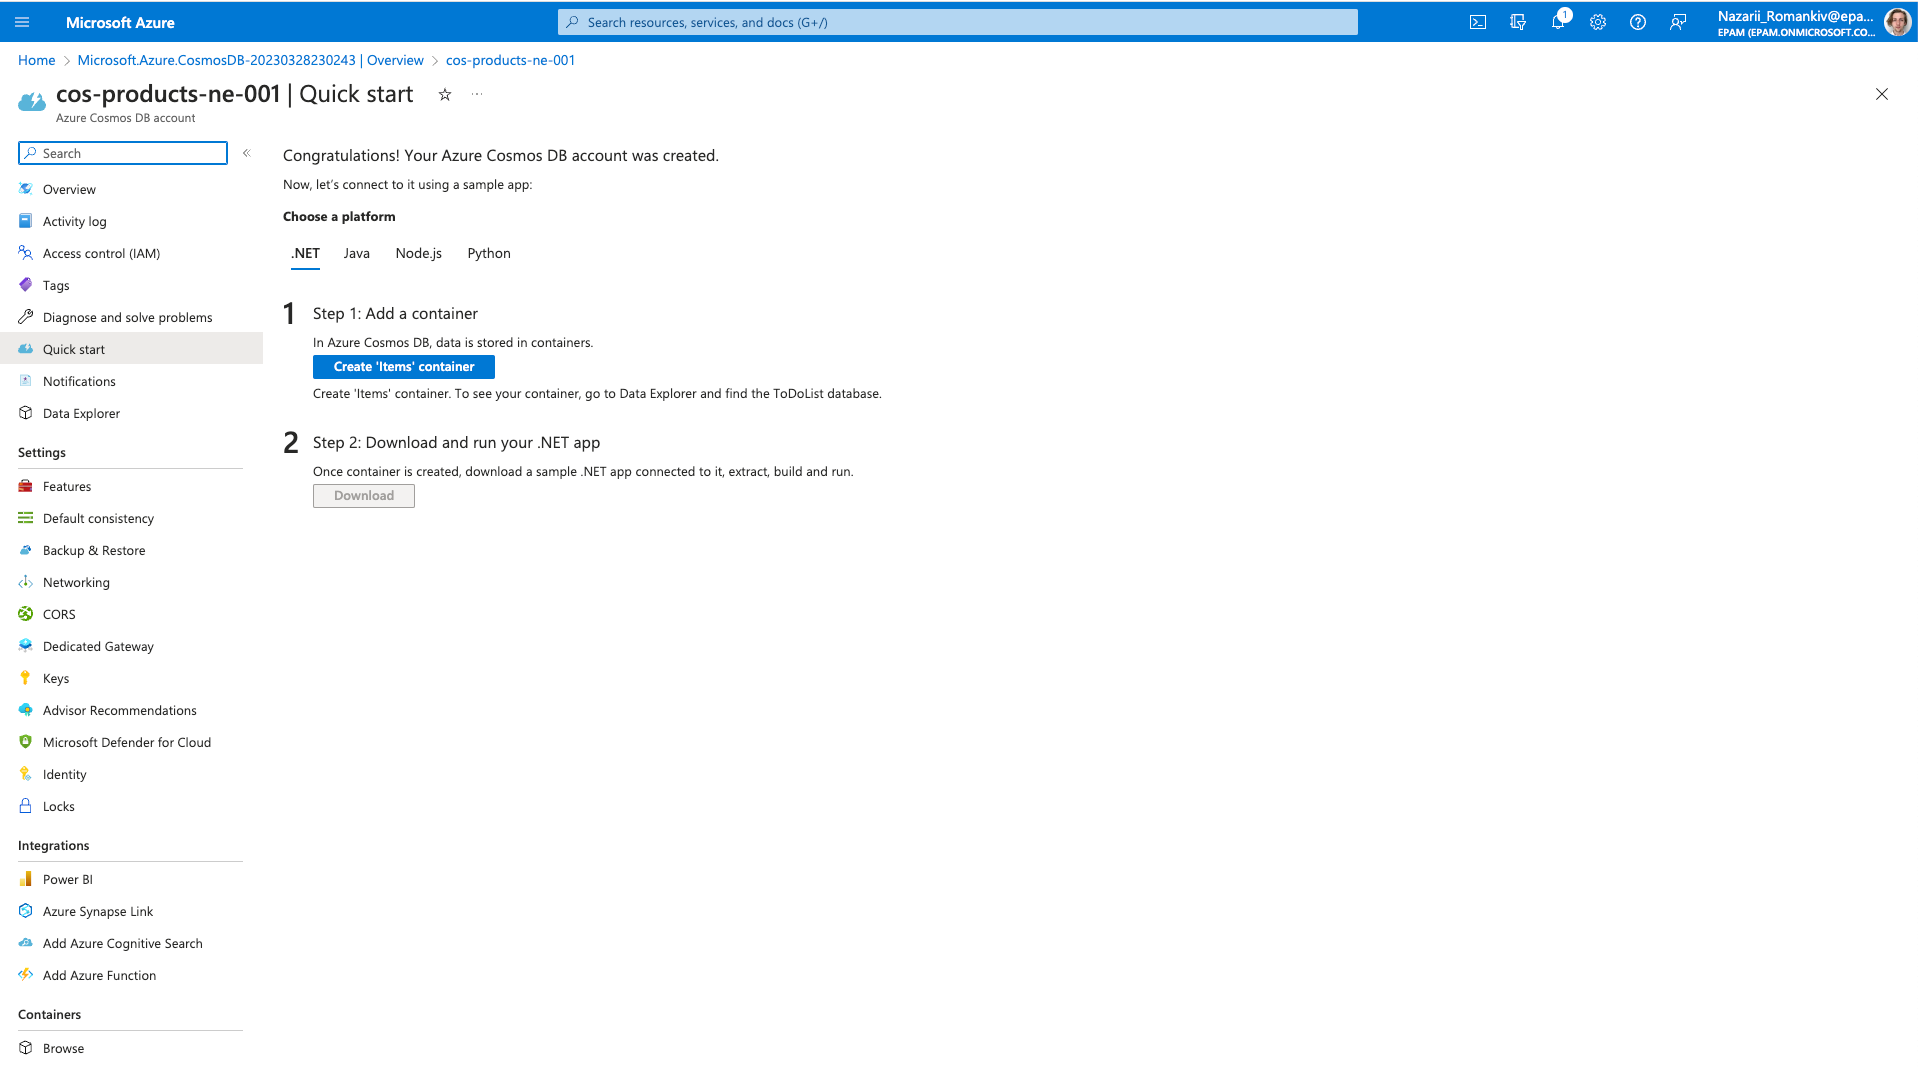 Microsoft Azure
Search resources, services, and docs (G+/)
1
Nazarii_Romankiv@epa...
EPAM (EPAM.ONMICROSOFT.CO...
Home > Microsoft.Azure.CosmosDB-20230328230243 | Overview > cos-products-ne-001
cos-products-ne-001 | Quick start
Azure Cosmos DB account
Search
Overview
Activity log
Access control (IAM)
Tags
Diagnose and solve problems
Quick start
Notifications
Data Explorer
Settings
Features
Default consistency
Backup & Restore
Networking
CORS
Dedicated Gateway
Keys
Advisor Recommendations
Microsoft Defender for Cloud
Identity
Locks
Integrations
Power BI
Azure Synapse Link
Add Azure Cognitive Search
Add Azure Function
Containers
Browse
Congratulations! Your Azure Cosmos DB account was created.
Now, let’s connect to it using a sample app:
Choose a platform
.NET Java Node.js Python
1 Step 1: Add a container
In Azure Cosmos DB, data is stored in containers.
Create 'Items' container
Create 'Items' container. To see your container, go to Data Explorer and find the ToDoList database.
2 Step 2: Download and run your .NET app
Once container is created, download a sample .NET app connected to it, extract, build and run.
Download